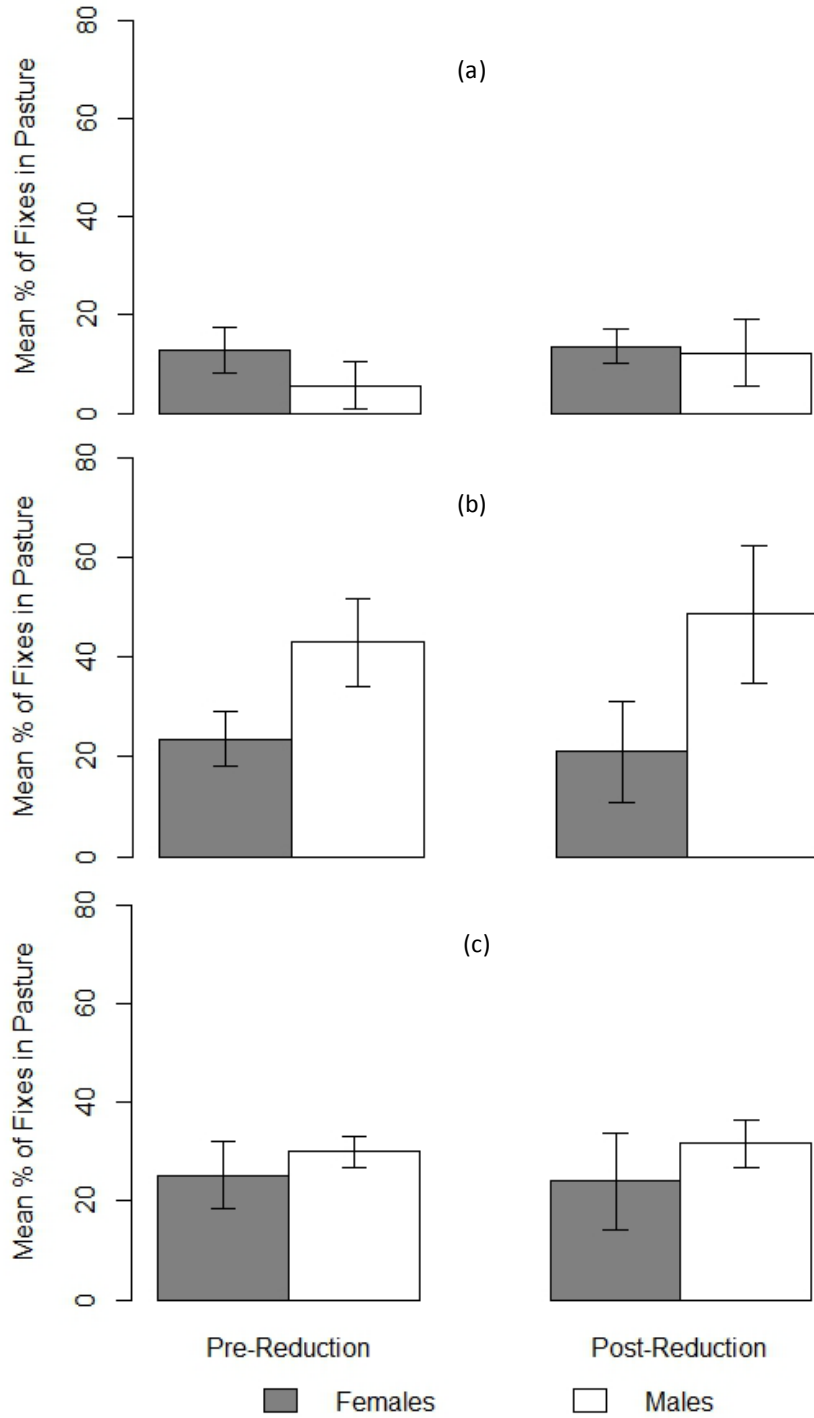 Mean % of Fixes in Pasture
80
60
40
20
0
(a)
Mean % of Fixes in Pasture
80
60
40
20
0
(b)
Mean % of Fixes in Pasture
80
60
40
20
0
(c)
Pre-Reduction Post-Reduction
Females Males